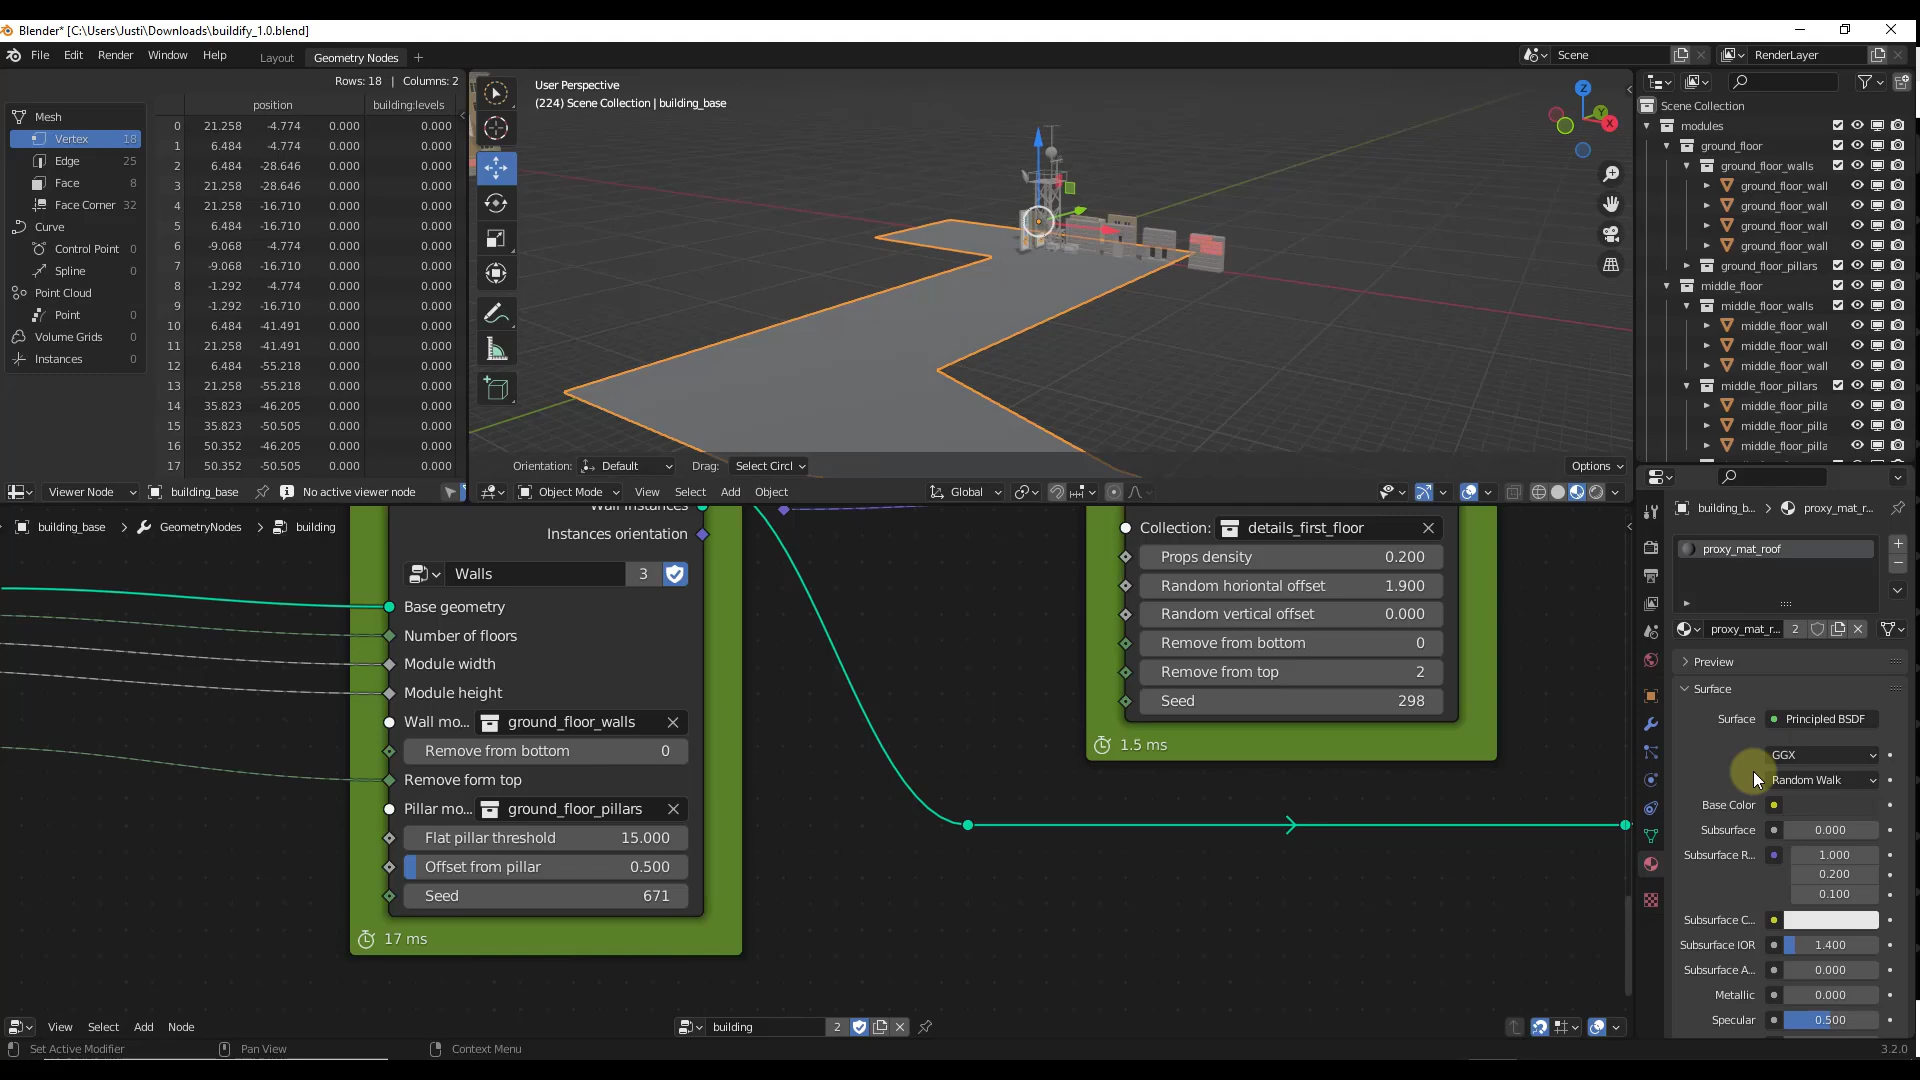 Blender* [C:\Users\Justi\Downloads\buildify_1.0.blend]
File Edit Render Window Help Layout Geometry Nodes + Scene RenderLayer
Rows: 18 | Columns: 2
position building:levels
Mesh
Vertex 18
Edge 25
Face 8
Face Corner 32
Curve
Control Point 0
Spline 0
Point Cloud
Point 0
Volume Grids 0
Instances 0
0 21.258 -4.774 0.000 0.000
1 6.484 -4.774 0.000 0.000
2 6.484 -28.646 0.000 0.000
3 21.258 -28.646 0.000 0.000
4 21.258 -16.710 0.000 0.000
5 6.484 -16.710 0.000 0.000
6 -9.068 -4.774 0.000 0.000
7 -9.068 -16.710 0.000 0.000
8 -1.292 -4.774 0.000 0.000
9 -1.292 -16.710 0.000 0.000
10 6.484 -41.491 0.000 0.000
11 21.258 -41.491 0.000 0.000
12 6.484 -55.218 0.000 0.000
13 21.258 -55.218 0.000 0.000
14 35.823 -46.205 0.000 0.000
15 35.823 -50.505 0.000 0.000
16 50.352 -46.205 0.000 0.000
17 50.352 -50.505 0.000 0.000
Viewer Node building_base No active viewer node
User Perspective
(224) Scene Collection | building_base
Z
Y
X
Orientation: Default Drag: Select Circl Options
Object Mode View Select Add Object Global
Scene Collection
modules
ground_floor
ground_floor_walls
ground_floor_wall
ground_floor_wall
ground_floor_wall
ground_floor_wall
ground_floor_pillars
middle_floor
middle_floor_walls
middle_floor_wall
middle_floor_wall
middle_floor_wall
middle_floor_pillars
middle_floor_pilla
middle_floor_pilla
middle_floor_pilla
building_base GeometryNodes building
Wall instances
Instances orientation
Walls 3
Base geometry
Number of floors
Module width
Module height
Wall mo... ground_floor_walls
Remove from bottom 0
Remove form top
Pillar mo... ground_floor_pillars
Flat pillar threshold 15.000
Offset from pillar 0.500
Seed 671
17 ms
Collection: details_first_floor
Props density 0.200
Random horiontal offset 1.900
Random vertical offset 0.000
Remove from bottom 0
Remove from top 2
Seed 298
1.5 ms
building_b... proxy_mat_r...
proxy_mat_roof
proxy_mat_r... 2
Preview
Surface
Surface Principled BSDF
GGX
Random Walk
Base Color
Subsurface 0.000
Subsurface R... 1.000
0.200
0.100
Subsurface C...
Subsurface IOR 1.400
Subsurface A... 0.000
Metallic 0.000
Specular 0.500
View Select Add Node building 2
Set Active Modifier Pan View Context Menu 3.2.0